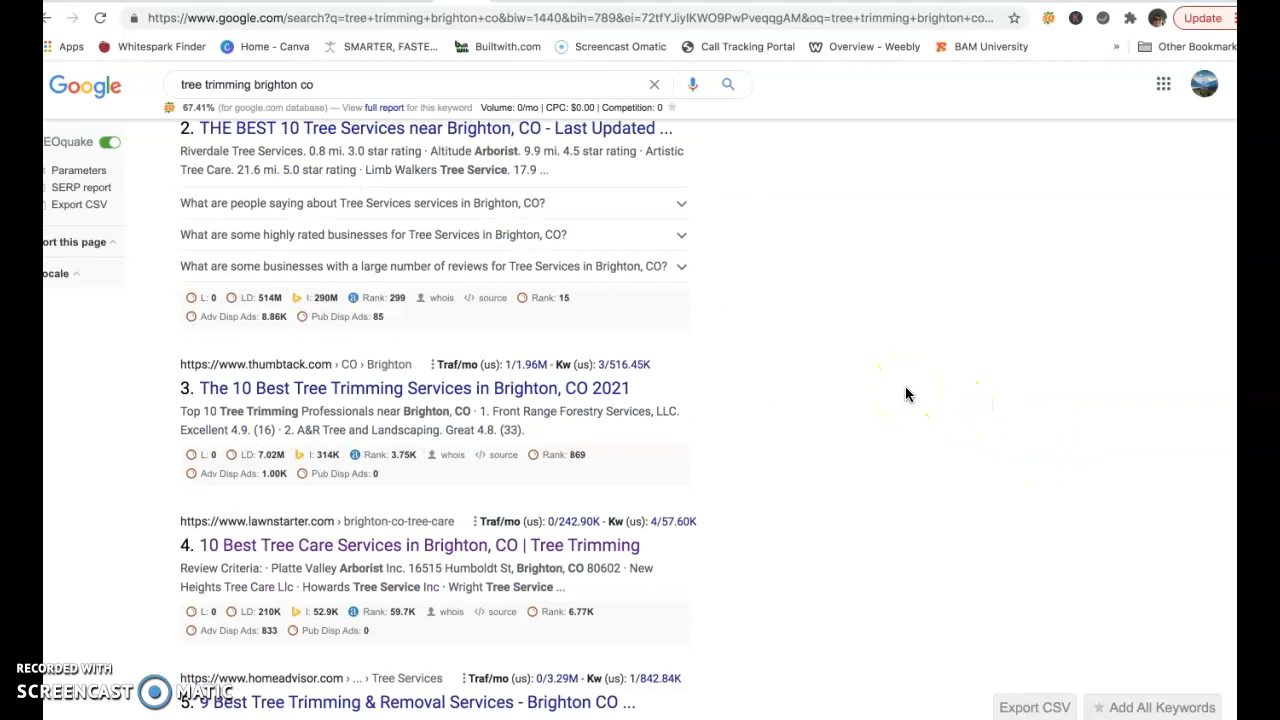 https://www.google.com/search?q=tree+trimming+brighton+co&biw=1440&bih=789&ei=72tfYJiyIKWO9PwPveqqgAM&oq=tree+trimming+brighton+co...
Update
Apps Whitespark Finder Home - Canva SMARTER, FASTE... Builtwith.com Screencast Omatic Call Tracking Portal Overview - Weebly BAM University » Other Bookmark
Google
tree trimming brighton co
67.41% (for google.com database) — View full report for this keyword Volume: 0/mo | CPC: $0.00 | Competition: 0
EOquake
Parameters
SERP report
Export CSV
ort this page
ocale
2. THE BEST 10 Tree Services near Brighton, CO - Last Updated ...
Riverdale Tree Services. 0.8 mi. 3.0 star rating · Altitude Arborist. 9.9 mi. 4.5 star rating · Artistic
Tree Care. 21.6 mi. 5.0 star rating · Limb Walkers Tree Service. 17.9 ...
What are people saying about Tree Services services in Brighton, CO?
What are some highly rated businesses for Tree Services in Brighton, CO?
What are some businesses with a large number of reviews for Tree Services in Brighton, CO?
L: 0 LD: 514M I: 290M Rank: 299 whois </> source Rank: 15
Adv Disp Ads: 8.86K Pub Disp Ads: 85
https://www.thumbtack.com › CO › Brighton Traf/mo (us): 1/1.96M - Kw (us): 3/516.45K
3. The 10 Best Tree Trimming Services in Brighton, CO 2021
Top 10 Tree Trimming Professionals near Brighton, CO · 1. Front Range Forestry Services, LLC.
Excellent 4.9. (16) · 2. A&R Tree and Landscaping. Great 4.8. (33).
L: 0 LD: 7.02M I: 314K Rank: 3.75K whois </> source Rank: 869
Adv Disp Ads: 1.00K Pub Disp Ads: 0
https://www.lawnstarter.com › brighton-co-tree-care Traf/mo (us): 0/242.90K - Kw (us): 4/57.60K
4. 10 Best Tree Care Services in Brighton, CO | Tree Trimming
Review Criteria: · Platte Valley Arborist Inc. 16515 Humboldt St, Brighton, CO 80602 · New
Heights Tree Care Llc · Howards Tree Service Inc · Wright Tree Service ...
L: 0 LD: 210K I: 52.9K Rank: 59.7K whois </> source Rank: 6.77K
Adv Disp Ads: 833 Pub Disp Ads: 0
https://www.homeadvisor.com › ... › Tree Services Traf/mo (us): 0/3.29M - Kw (us): 1/842.84K
5. 9 Best Tree Trimming & Removal Services - Brighton CO ...
Export CSV Add All Keywords
RECORDED WITH
SCREENCAST MATIC